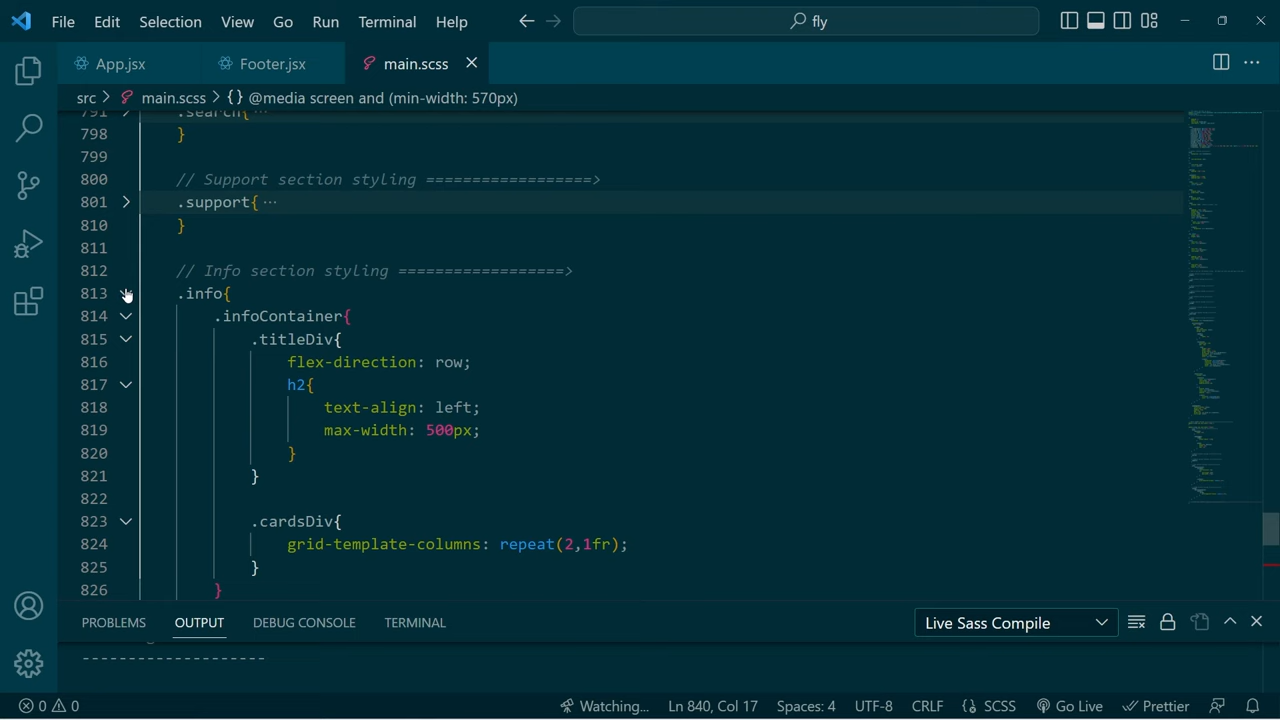 File Edit Selection View Go Run Terminal Help fly
App.jsx Footer.jsx main.scss
src > main.scss > {} @media screen and (min-width: 570px)
791 .search{ ···
798 }
799
800 // Support section styling ==================>
801 .support{ ···
810 }
811
812 // Info section styling ==================>
813 .info{
814 .infoContainer{
815 .titleDiv{
816 flex-direction: row;
817 h2{
818 text-align: left;
819 max-width: 500px;
820 }
821 }
822
823 .cardsDiv{
824 grid-template-columns: repeat(2,1fr);
825 }
826 }
PROBLEMS OUTPUT DEBUG CONSOLE TERMINAL Live Sass Compile
--------------------
0 0 Watching... Ln 840, Col 17 Spaces: 4 UTF-8 CRLF {} SCSS Go Live Prettier